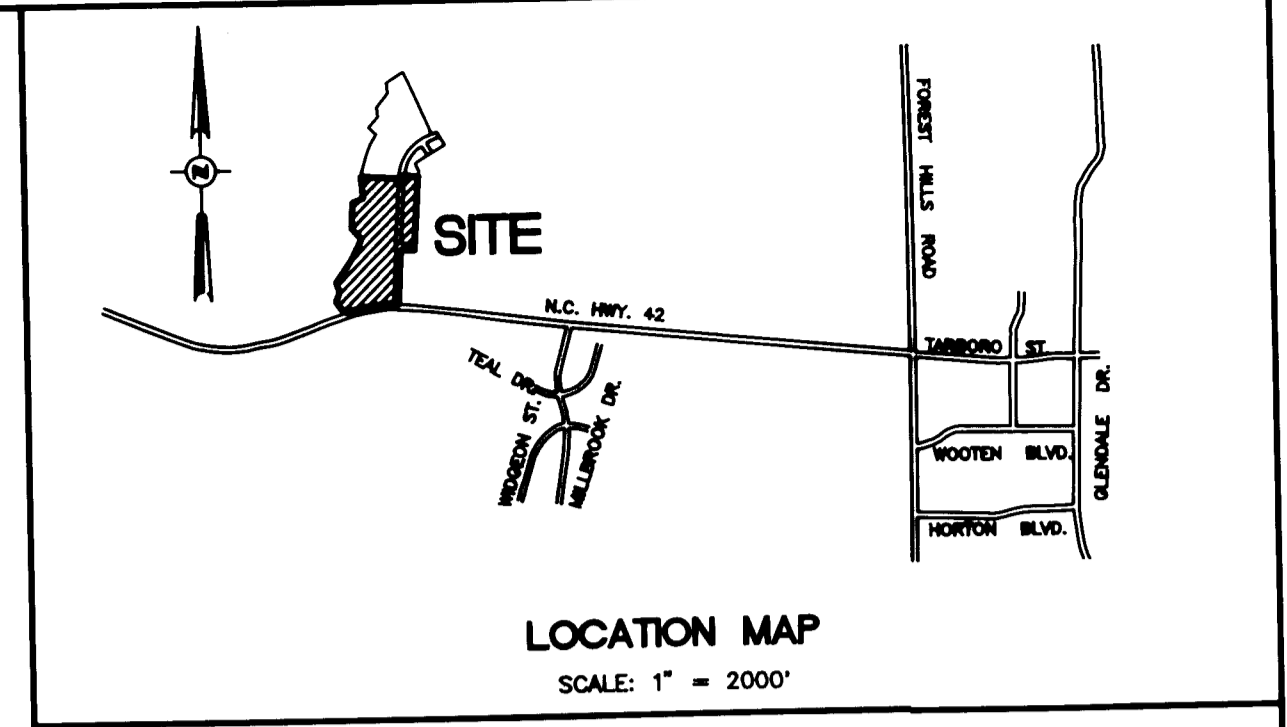 N
SITE
FOREST HILLS ROAD
N.C. HWY. 42
TEAL DR.
WIDGEON ST.
MILLBROOK DR.
TARBORO ST.
WOOTEN BLVD.
GLENDALE DR.
HORTON BLVD.
LOCATION MAP
SCALE: 1" = 2000'